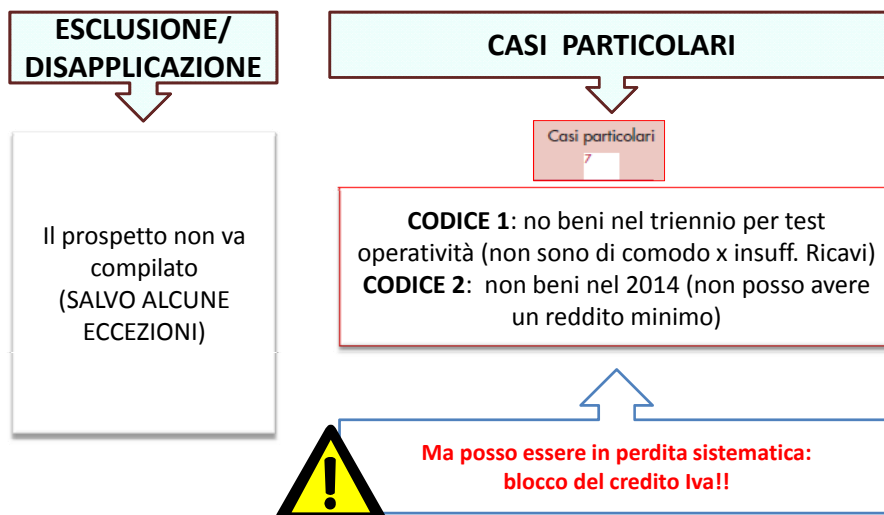 ESCLUSIONE/
DISAPPLICAZIONE
Il prospetto non va
compilato
(SALVO ALCUNE
ECCEZIONI)
CASI PARTICOLARI
Casi particolari
7
CODICE 1: no beni nel triennio per test
operatività (non sono di comodo x insuff. Ricavi)
CODICE 2: non beni nel 2014 (non posso avere
un reddito minimo)
Ma posso essere in perdita sistematica:
blocco del credito Iva!!
!